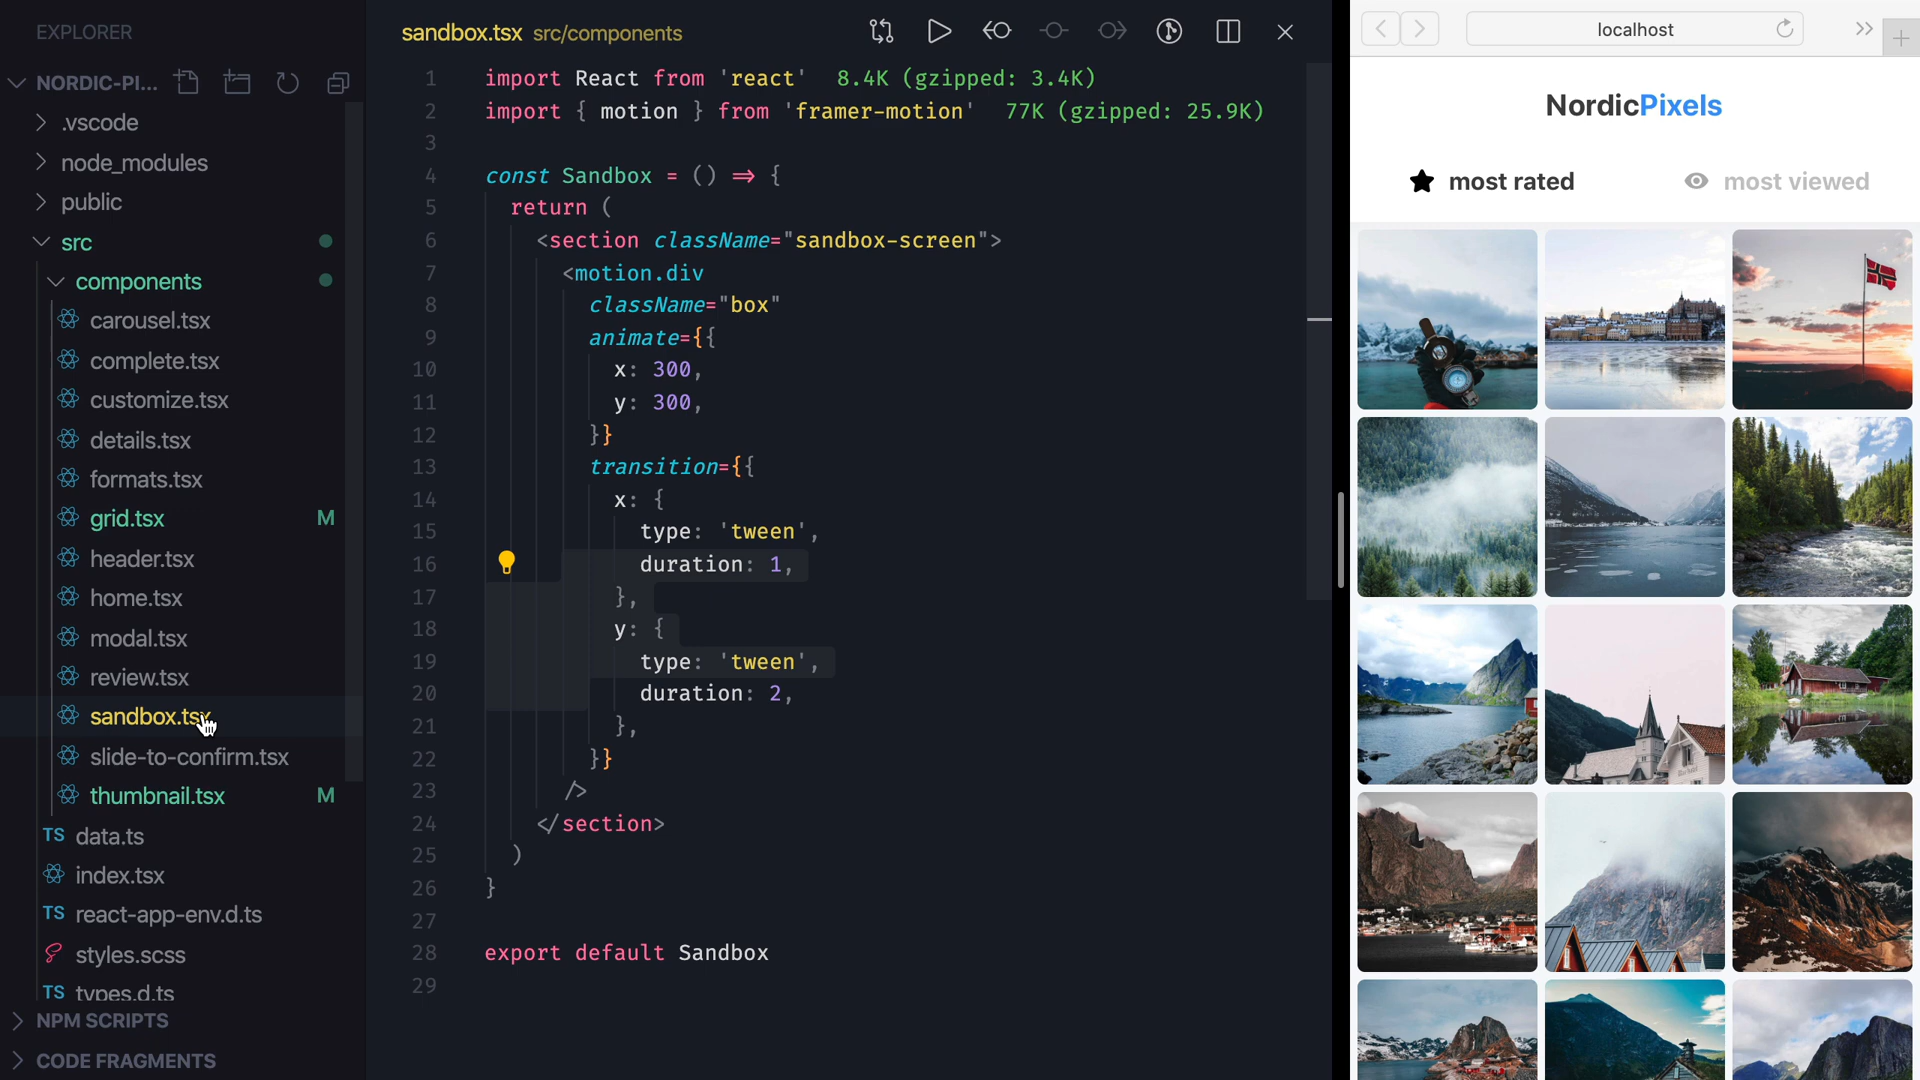 EXPLORER
NORDIC-PI...
.vscode
node_modules
public
src
components
carousel.tsx
complete.tsx
customize.tsx
details.tsx
formats.tsx
grid.tsx M
header.tsx
home.tsx
modal.tsx
review.tsx
sandbox.tsx
slide-to-confirm.tsx
thumbnail.tsx M
TS data.ts
index.tsx
TS react-app-env.d.ts
styles.scss
TS types.d.ts
NPM SCRIPTS
CODE FRAGMENTS
sandbox.tsx src/components
1 import React from 'react' 8.4K (gzipped: 3.4K)
2 import { motion } from 'framer-motion' 77K (gzipped: 25.9K)
3
4 const Sandbox = () => {
5 return (
6 <section className="sandbox-screen">
7 <motion.div
8 className="box"
9 animate={{
10 x: 300,
11 y: 300,
12 }}
13 transition={{
14 x: {
15 type: 'tween',
16 duration: 1,
17 },
18 y: {
19 type: 'tween',
20 duration: 2,
21 },
22 }}
23 />
24 </section>
25 )
26 }
27
28 export default Sandbox
29
localhost
NordicPixels
most rated
most viewed